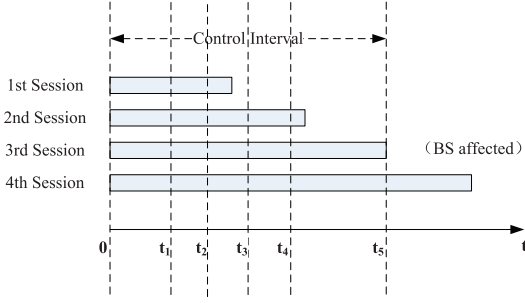 Control Interval
1st Session
2nd Session
3rd Session （BS affected）
4th Session
0 t1 t2 t3 t4 t5 t